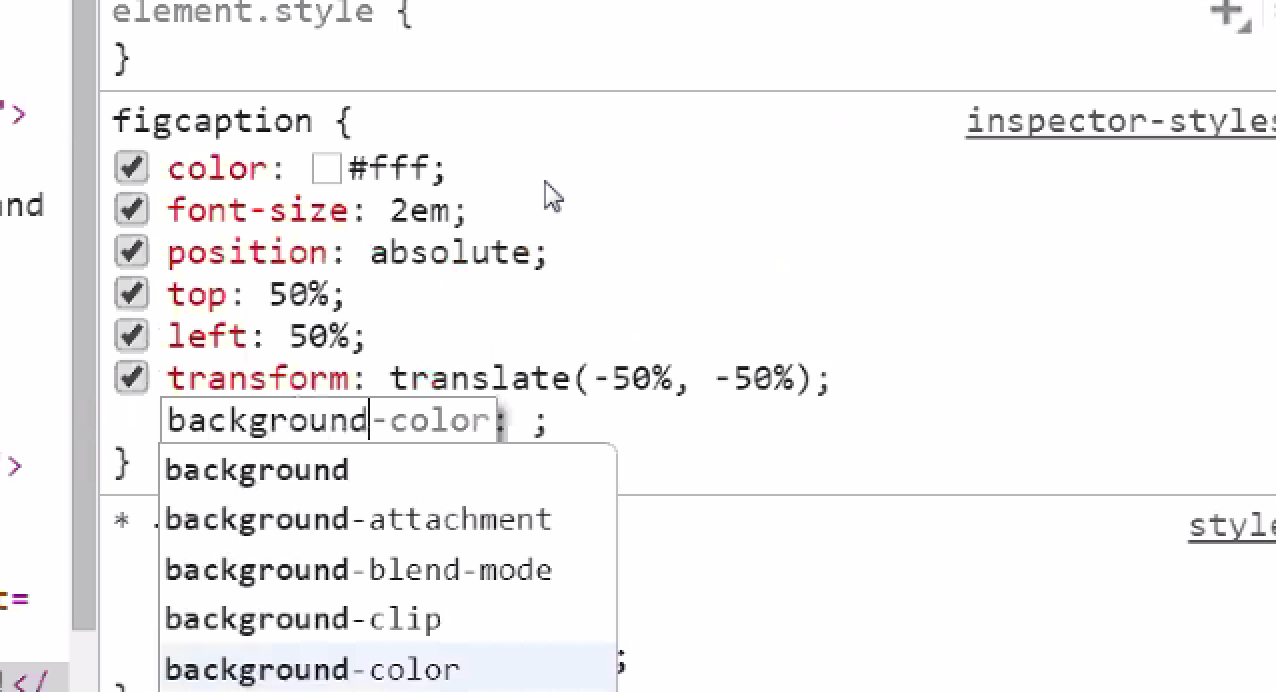 element.style {
}
">
figcaption {
inspector-styles
color: #fff;
nd
font-size: 2em;
position: absolute;
top: 50%;
left: 50%;
transform: translate(-50%, -50%);
background-color: ;
}
>
background
* .
background-attachment
style
background-blend-mode
=
background-clip
background-color
;
</
}